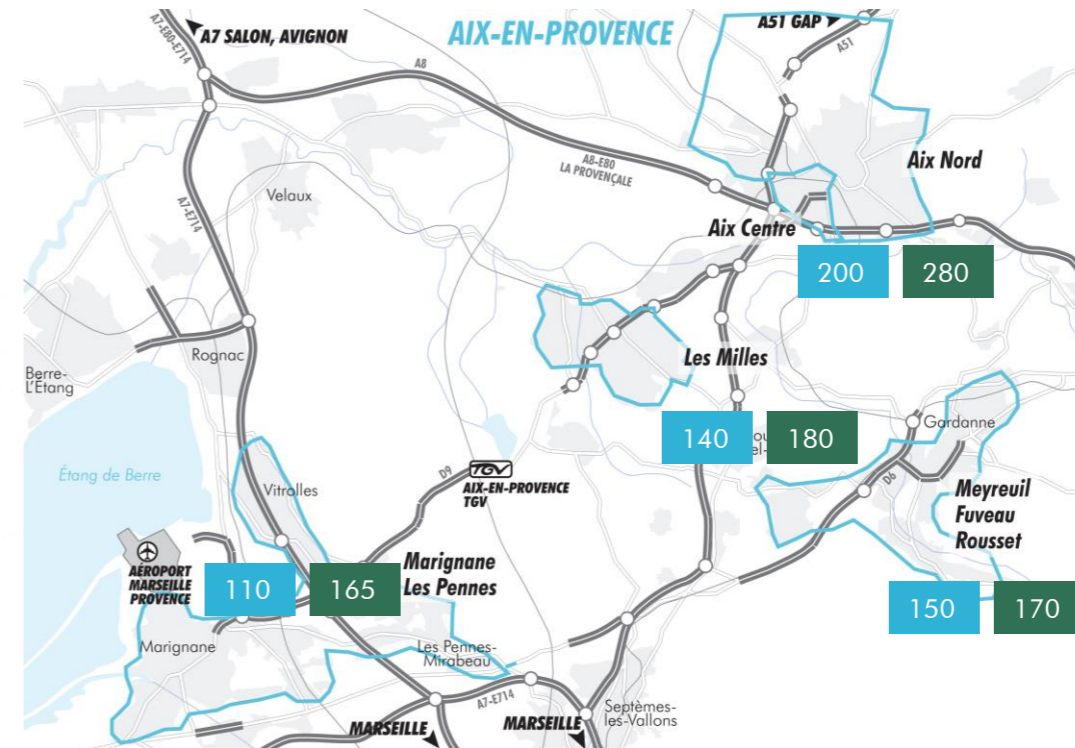 A7 SALON, AVIGNON
AIX-EN-PROVENCE
A51 GAP
A7-E80-E714
A8
A51
A8-E80
LA PROVENÇALE
Aix Nord
A7-E714
Velaux
Aix Centre
200 280
Rognac
Les Milles
Berre-
L'Étang
140 180
Gardanne
Étang de Berre
Vitrolles
D9
TGV
AIX-EN-PROVENCE
TGV
D6
Meyreuil
Fuveau
Rousset
AÉROPORT
MARSEILLE
PROVENCE
110 165
Marignane
Les Pennes
150 170
Marignane
Les Pennes-
Mirabeau
A7-E714
Septèmes-
les-Vallons
MARSEILLE
MARSEILLE